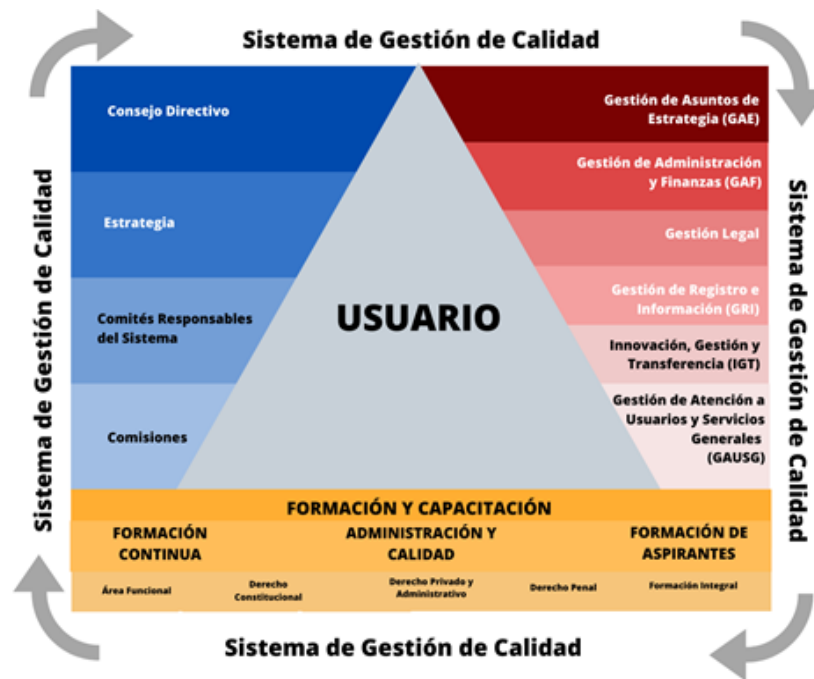 Sistema de Gestión de Calidad
Sistema de Gestión de Calidad
Consejo Directivo
Estrategia
Comités Responsables
del Sistema
Comisiones
USUARIO
Gestión de Asuntos de
Estrategia (GAE)
Gestión de Administración
y Finanzas (GAF)
Gestión Legal
Gestión de Registro e
Información (GRI)
Innovación, Gestión y
Transferencia (IGT)
Gestión de Atención a
Usuarios y Servicios
Generales
(GAUSG)
Sistema de Gestión de Calidad
FORMACIÓN Y CAPACITACIÓN
FORMACIÓN
CONTINUA
ADMINISTRACIÓN Y
CALIDAD
FORMACIÓN DE
ASPIRANTES
Área Funcional
Derecho
Constitucional
Derecho Privado y
Administrativo
Derecho Penal
Formación Integral
Sistema de Gestión de Calidad